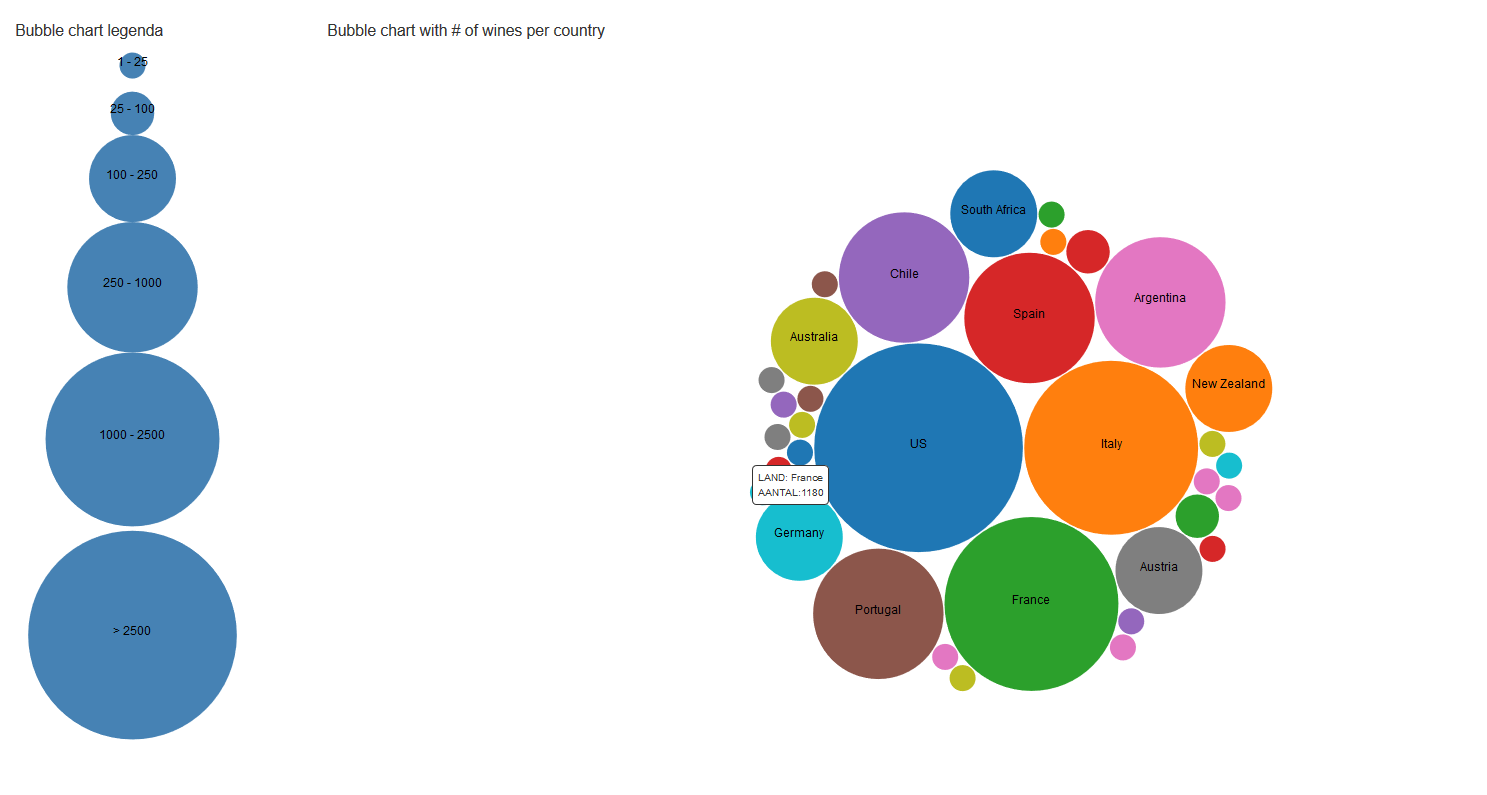 Bubble chart legenda
Bubble chart with # of wines per country
1 - 25
25 - 100
100 - 250
250 - 1000
1000 - 2500
> 2500
South Africa
Chile
Argentina
Spain
Australia
New Zealand
US
Italy
LAND: France
AANTAL:1180
Germany
Austria
France
Portugal